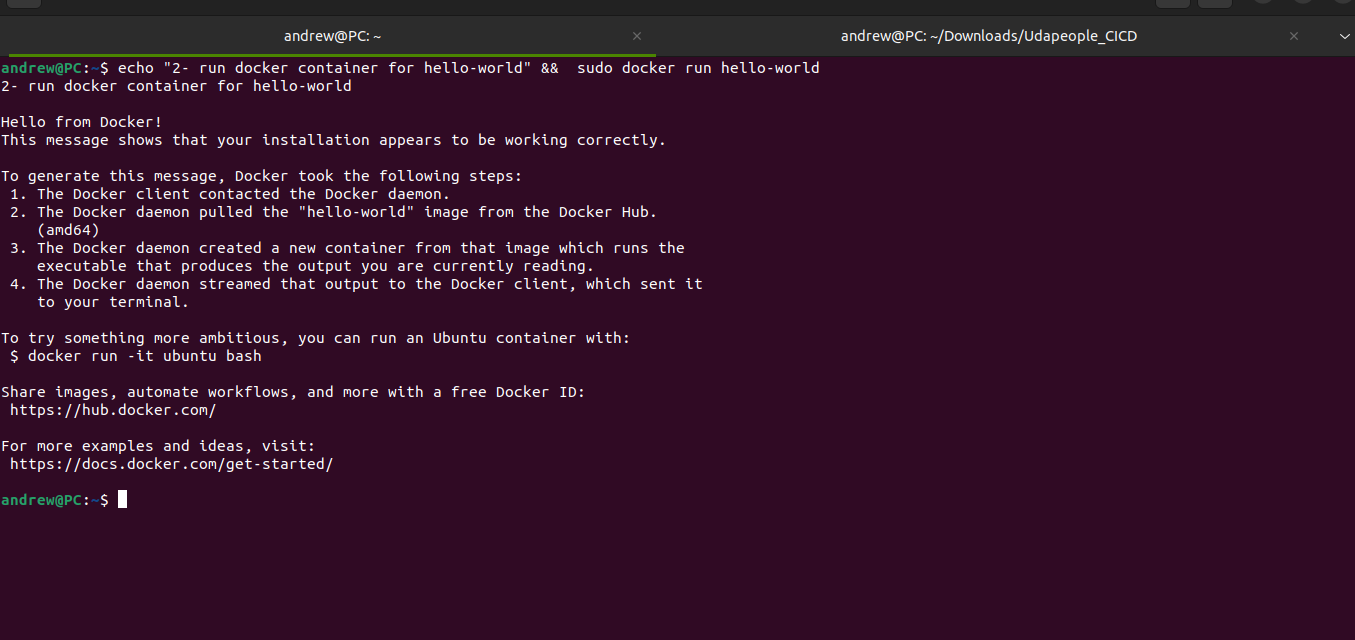 andrew@PC: ~
andrew@PC: ~/Downloads/Udapeople_CICD
andrew@PC:~$ echo "2- run docker container for hello-world" &&  sudo docker run hello-world
2- run docker container for hello-world

Hello from Docker!
This message shows that your installation appears to be working correctly.

To generate this message, Docker took the following steps:
 1. The Docker client contacted the Docker daemon.
 2. The Docker daemon pulled the "hello-world" image from the Docker Hub.
    (amd64)
 3. The Docker daemon created a new container from that image which runs the
    executable that produces the output you are currently reading.
 4. The Docker daemon streamed that output to the Docker client, which sent it
    to your terminal.

To try something more ambitious, you can run an Ubuntu container with:
 $ docker run -it ubuntu bash

Share images, automate workflows, and more with a free Docker ID:
 https://hub.docker.com/

For more examples and ideas, visit:
 https://docs.docker.com/get-started/

andrew@PC:~$